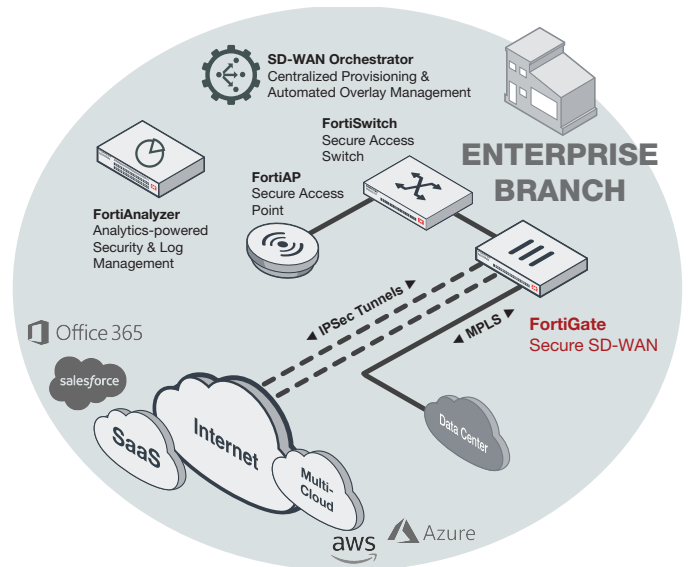 SD-WAN Orchestrator
Centralized Provisioning &
Automated Overlay Management
FortiSwitch
Secure Access
Switch
ENTERPRISE
BRANCH
FortiAP
Secure Access
Point
FortiAnalyzer
Analytics-powered
Security & Log
Management
◄ IPSec Tunnels ►
◄ MPLS ►
FortiGate
Secure SD-WAN
Office 365
salesforce
SaaS
Internet
Multi-
Cloud
Data Center
aws
Azure